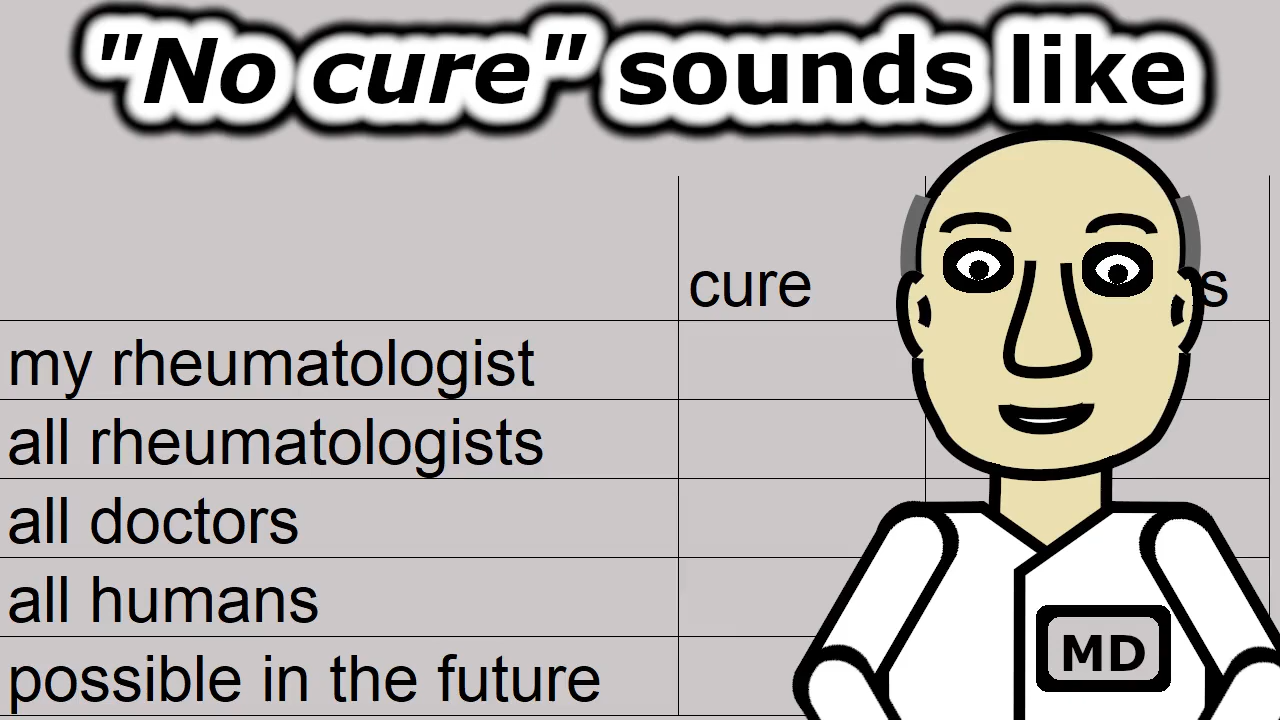 "No cure" sounds like
cure s
my rheumatologist
all rheumatologists
all doctors
all humans
possible in the future
MD